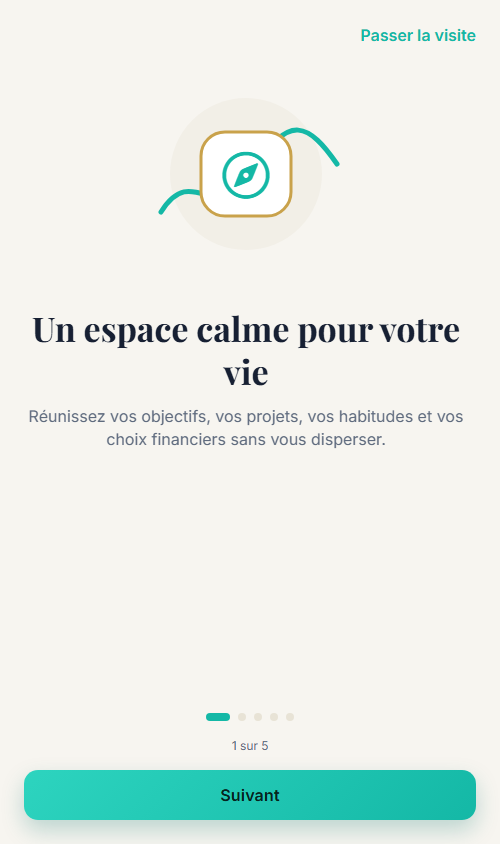 Passer la visite
Un espace calme pour votre
vie
Réunissez vos objectifs, vos projets, vos habitudes et vos
choix financiers sans vous disperser.
1 sur 5
Suivant